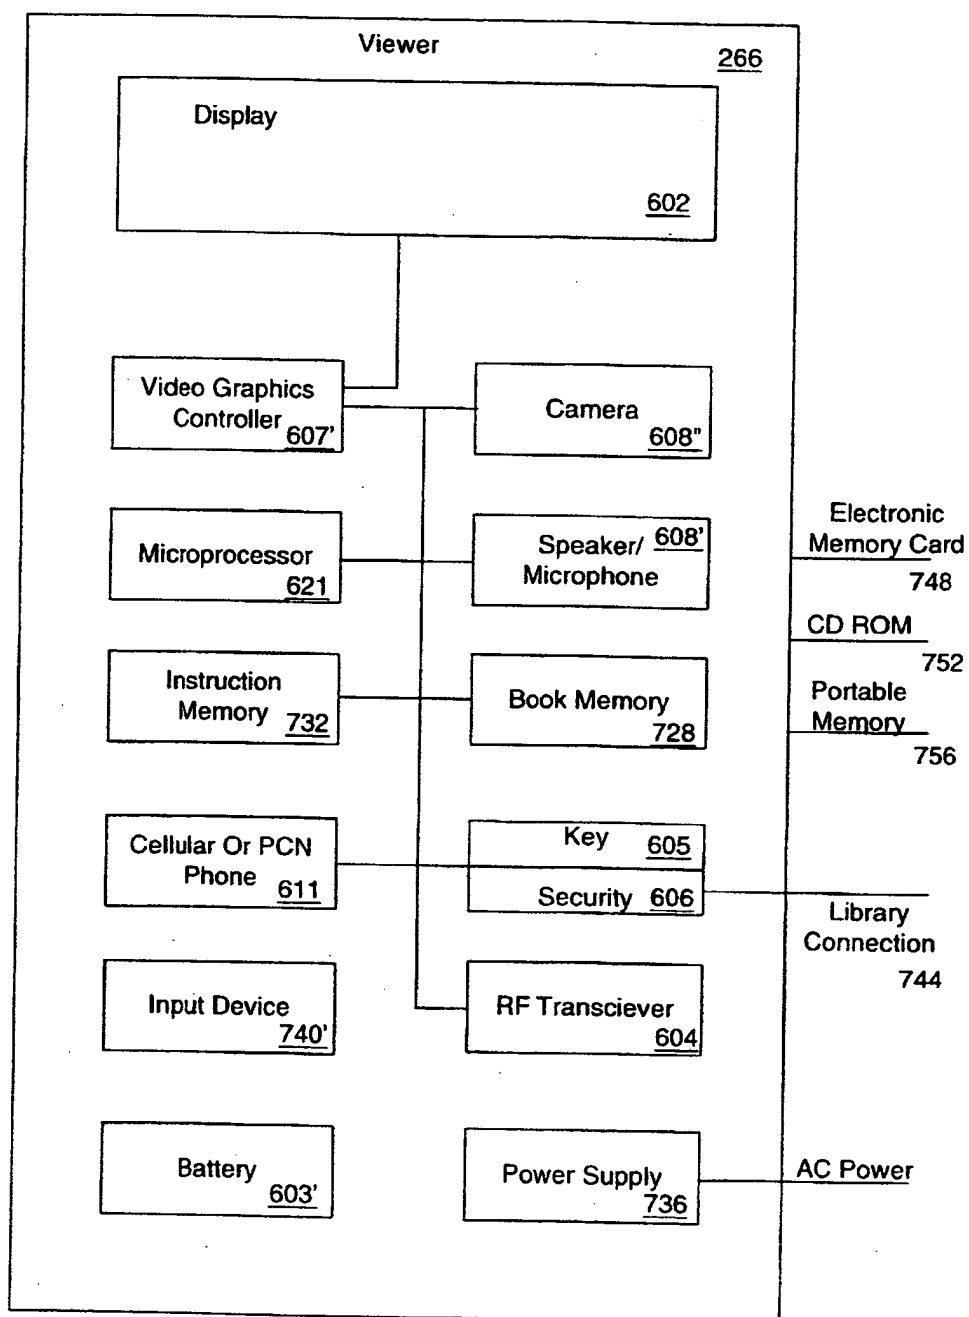 Viewer
266
Display
602
Video Graphics
Controller
607'
Camera
608"
Microprocessor
621
Speaker/
Microphone
608'
Electronic
Memory Card
748
CD ROM
752
Instruction
Memory
732
Book Memory
728
Portable
Memory
756
Cellular Or PCN
Phone
611
Key
605
Security
606
Library
Connection
744
Input Device
740'
RF Transciever
604
Battery
603'
Power Supply
736
AC Power